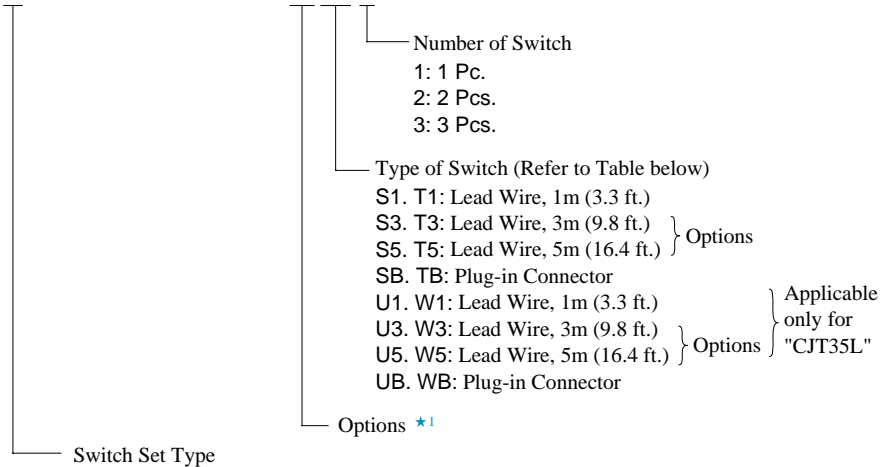 Number of Switch
1: 1 Pc.
2: 2 Pcs.
3: 3 Pcs.
Type of Switch (Refer to Table below)
S1. T1: Lead Wire, 1m (3.3 ft.)
S3. T3: Lead Wire, 3m (9.8 ft.)
S5. T5: Lead Wire, 5m (16.4 ft.)
Options
SB. TB: Plug-in Connector
U1. W1: Lead Wire, 1m (3.3 ft.)
U3. W3: Lead Wire, 3m (9.8 ft.)
U5. W5: Lead Wire, 5m (16.4 ft.)
Options
Applicable
only for
"CJT35L"
UB. WB: Plug-in Connector
Options ★1
Switch Set Type